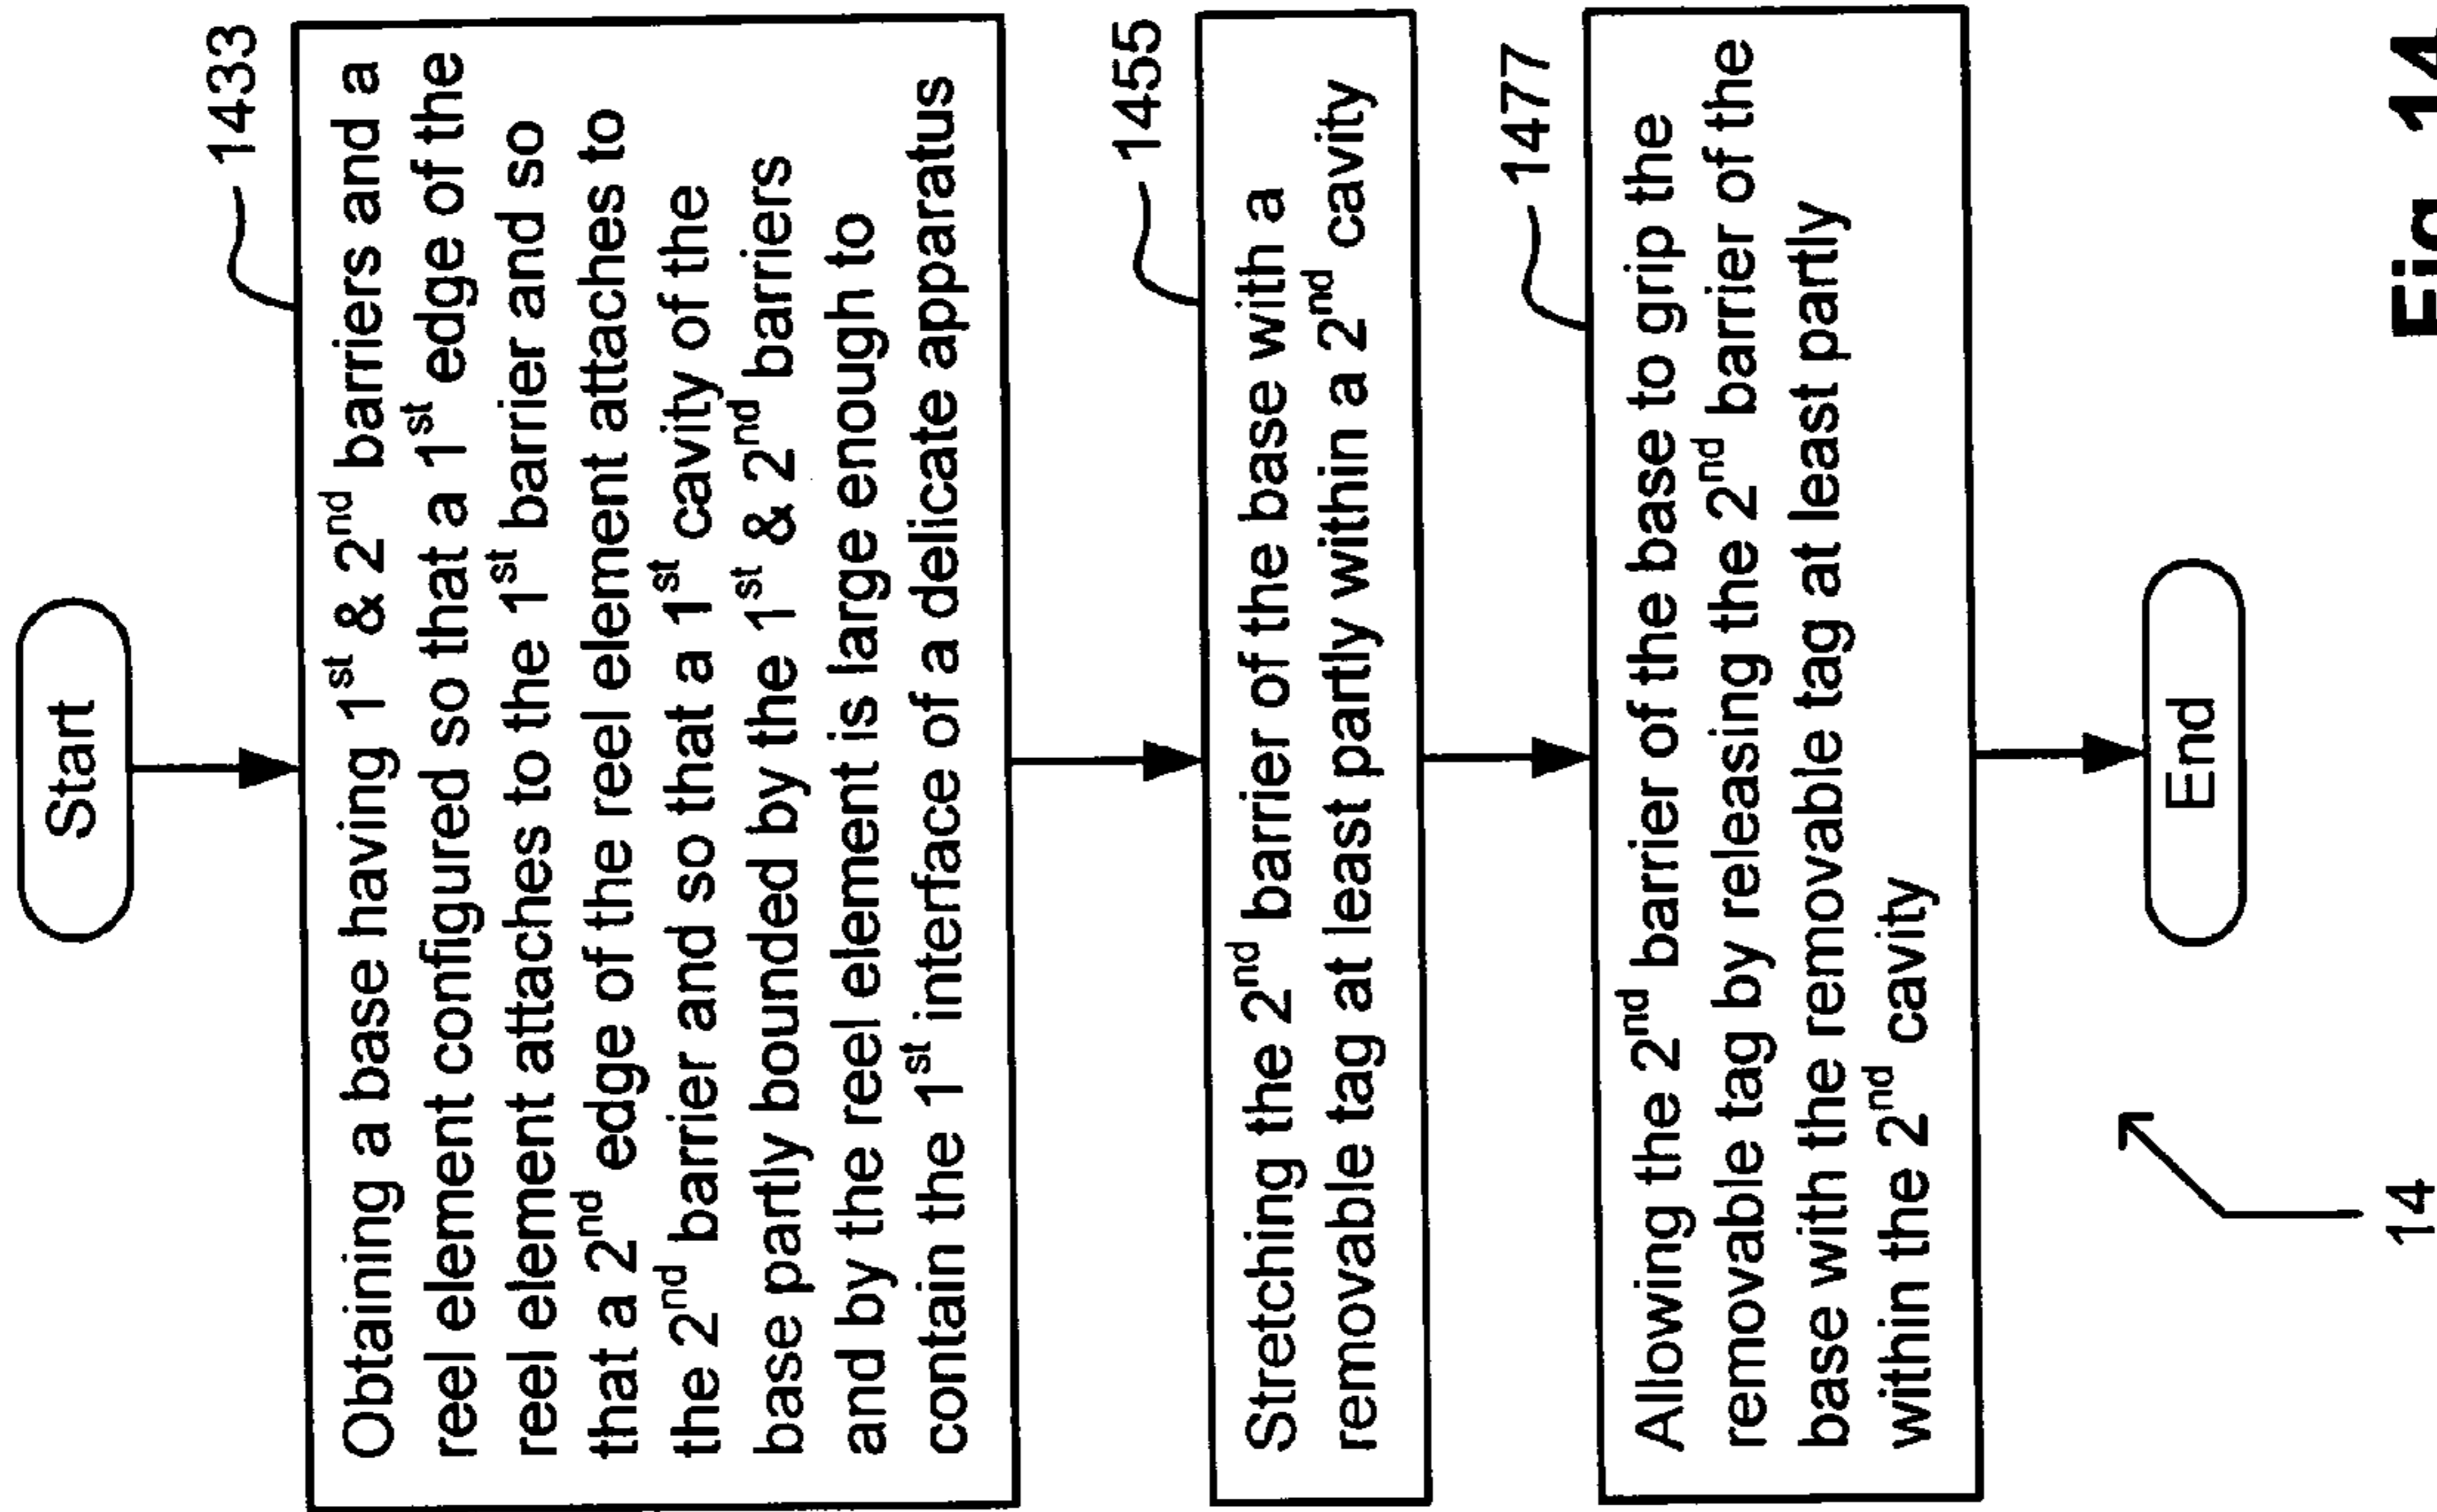 Start
1433
Obtaining a base having 1st & 2nd barriers and a
reel element configured so that a 1st edge of the
reel element attaches to the 1st barrier and so
that a 2nd edge of the reel element attaches to
the 2nd barrier and so that a 1st cavity of the
base partly bounded by the 1st & 2nd barriers
and by the reel element is large enough to
contain the 1st interface of a delicate apparatus
1455
Stretching the 2nd barrier of the base with a
removable tag at least partly within a 2nd cavity
1477
Allowing the 2nd barrier of the base to grip the
removable tag by releasing the 2nd barrier of the
base with the removable tag at least partly
within the 2nd cavity
End
14
Fig. 14